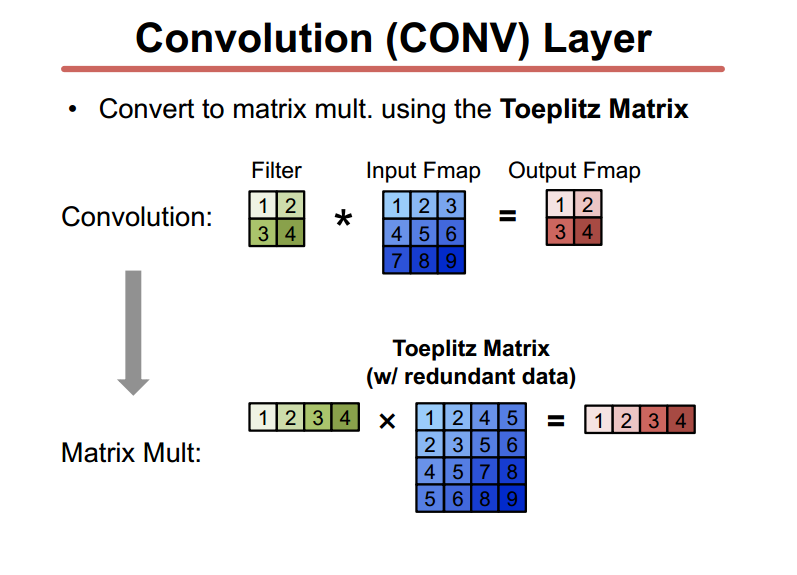 Convolution (CONV) Layer
• Convert to matrix mult. using the Toeplitz Matrix
Filter Input Fmap Output Fmap
Convolution: 1 2 * 1 2 3 = 1 2
3 4 4 5 6 3 4
7 8 9
Toeplitz Matrix
(w/ redundant data)
1 2 3 4 × 1 2 4 5 = 1 2 3 4
2 3 5 6
Matrix Mult: 4 5 7 8
5 6 8 9